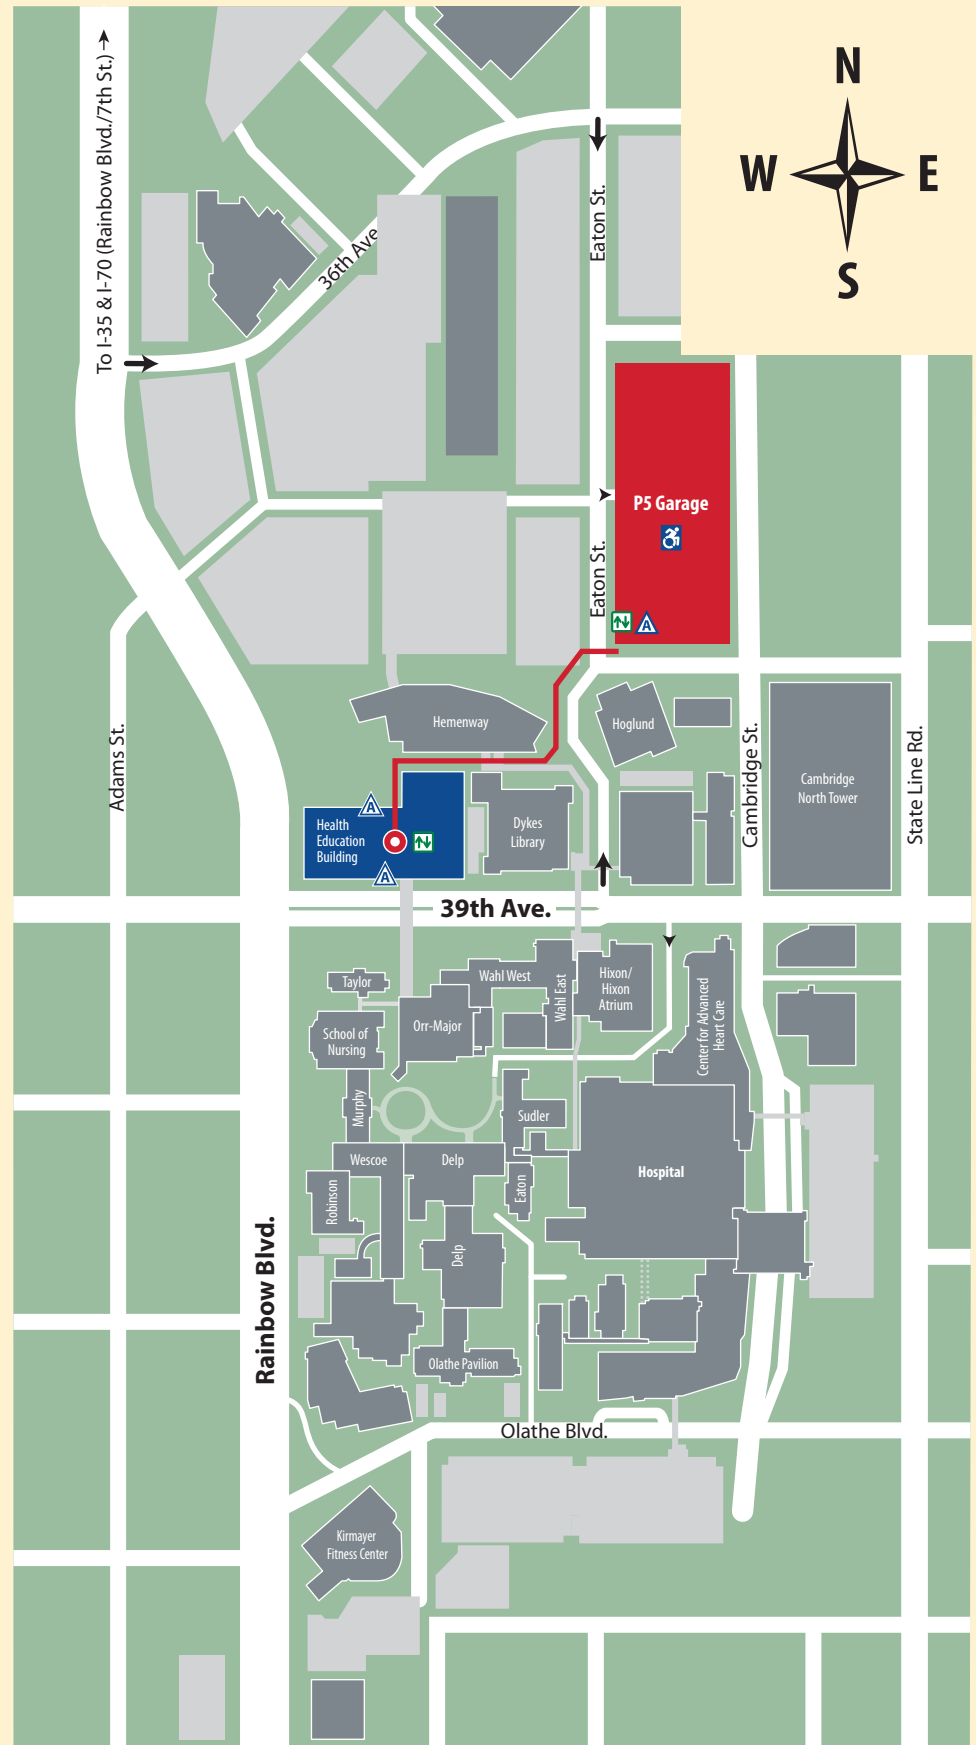 N
W
E
S
To I-35 & I-70 (Rainbow Blvd./7th St.)
36th Ave
Eaton St.
P5 Garage
Eaton St.
A
Adams St.
Hemenway
Hoglund
Cambridge St.
Cambridge
North Tower
State Line Rd.
A
Health
Education
Building
A
Dykes
Library
39th Ave.
Taylor
Wahl West
Wahl East
Hixon/
Hixon
Atrium
Center for Advanced
Heart Care
School of
Nursing
Orr-Major
Murphy
Sudler
Wescoe
Delp
Eaton
Hospital
Robinson
Delp
Rainbow Blvd.
Olathe Pavilion
Olathe Blvd.
Kirmayer
Fitness Center